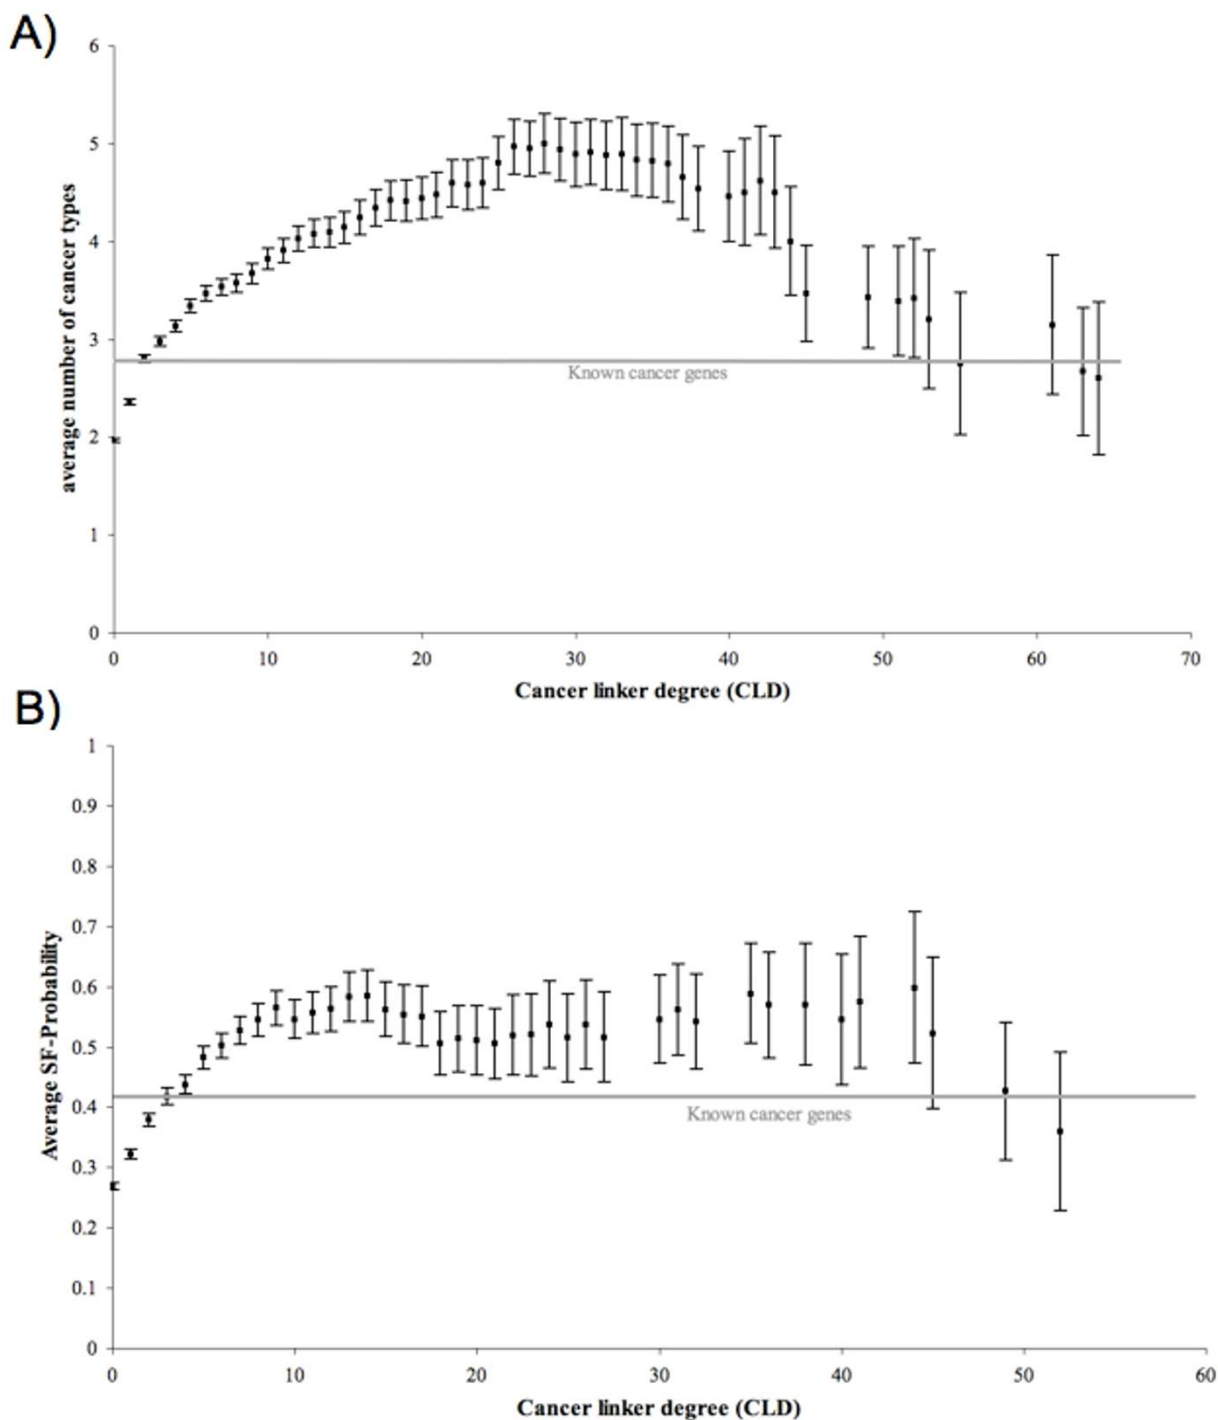 A)
average number of cancer types
6
5
4
3
2
1
0
Known cancer genes
0 10 20 30 40 50 60 70
Cancer linker degree (CLD)
B)
Average SF-Probability
1
0.9
0.8
0.7
0.6
0.5
0.4
0.3
0.2
0.1
0
Known cancer genes
0 10 20 30 40 50 60
Cancer linker degree (CLD)